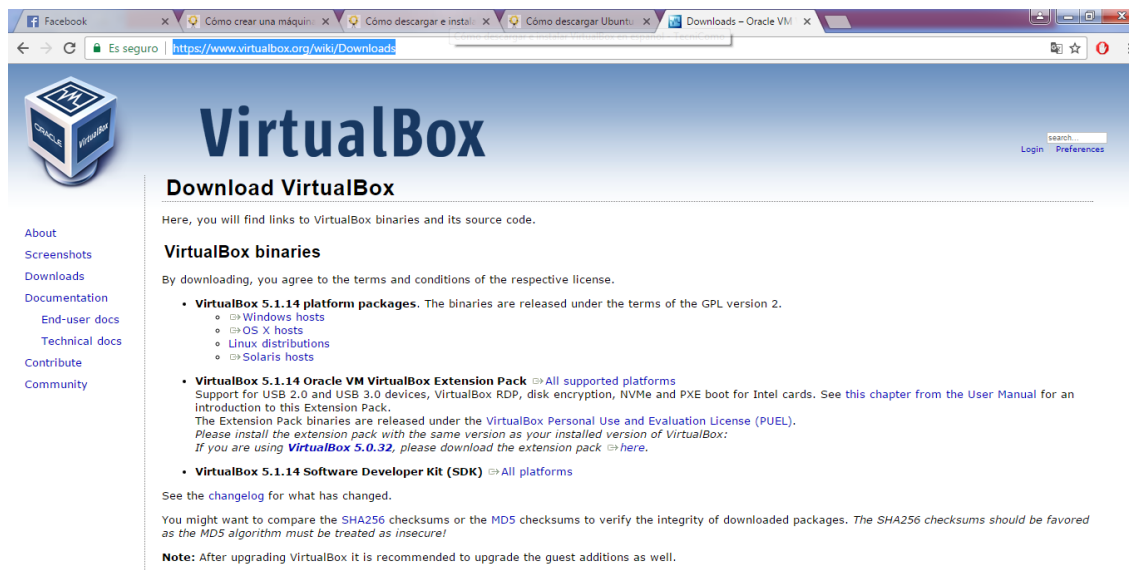 Facebook
Cómo crear una máquin
Cómo descargar e instal
Cómo descargar Ubuntu
Downloads – Oracle VM
Cómo descargar e instalar VirtualBox en español - TecniComo
Es seguro
https://www.virtualbox.org/wiki/Downloads
ORACLE
VM
VirtualBox
VirtualBox
search...
Login Preferences
Download VirtualBox
Here, you will find links to VirtualBox binaries and its source code.
About
Screenshots
Downloads
Documentation
End-user docs
Technical docs
Contribute
Community
VirtualBox binaries
By downloading, you agree to the terms and conditions of the respective license.
VirtualBox 5.1.14 platform packages. The binaries are released under the terms of the GPL version 2.
Windows hosts
OS X hosts
Linux distributions
Solaris hosts
VirtualBox 5.1.14 Oracle VM VirtualBox Extension Pack All supported platforms
Support for USB 2.0 and USB 3.0 devices, VirtualBox RDP, disk encryption, NVMe and PXE boot for Intel cards. See this chapter from the User Manual for an
introduction to this Extension Pack.
The Extension Pack binaries are released under the VirtualBox Personal Use and Evaluation License (PUEL).
Please install the extension pack with the same version as your installed version of VirtualBox:
If you are using VirtualBox 5.0.32, please download the extension pack here.
VirtualBox 5.1.14 Software Developer Kit (SDK) All platforms
See the changelog for what has changed.
You might want to compare the SHA256 checksums or the MD5 checksums to verify the integrity of downloaded packages. The SHA256 checksums should be favored
as the MD5 algorithm must be treated as insecure!
Note: After upgrading VirtualBox it is recommended to upgrade the guest additions as well.